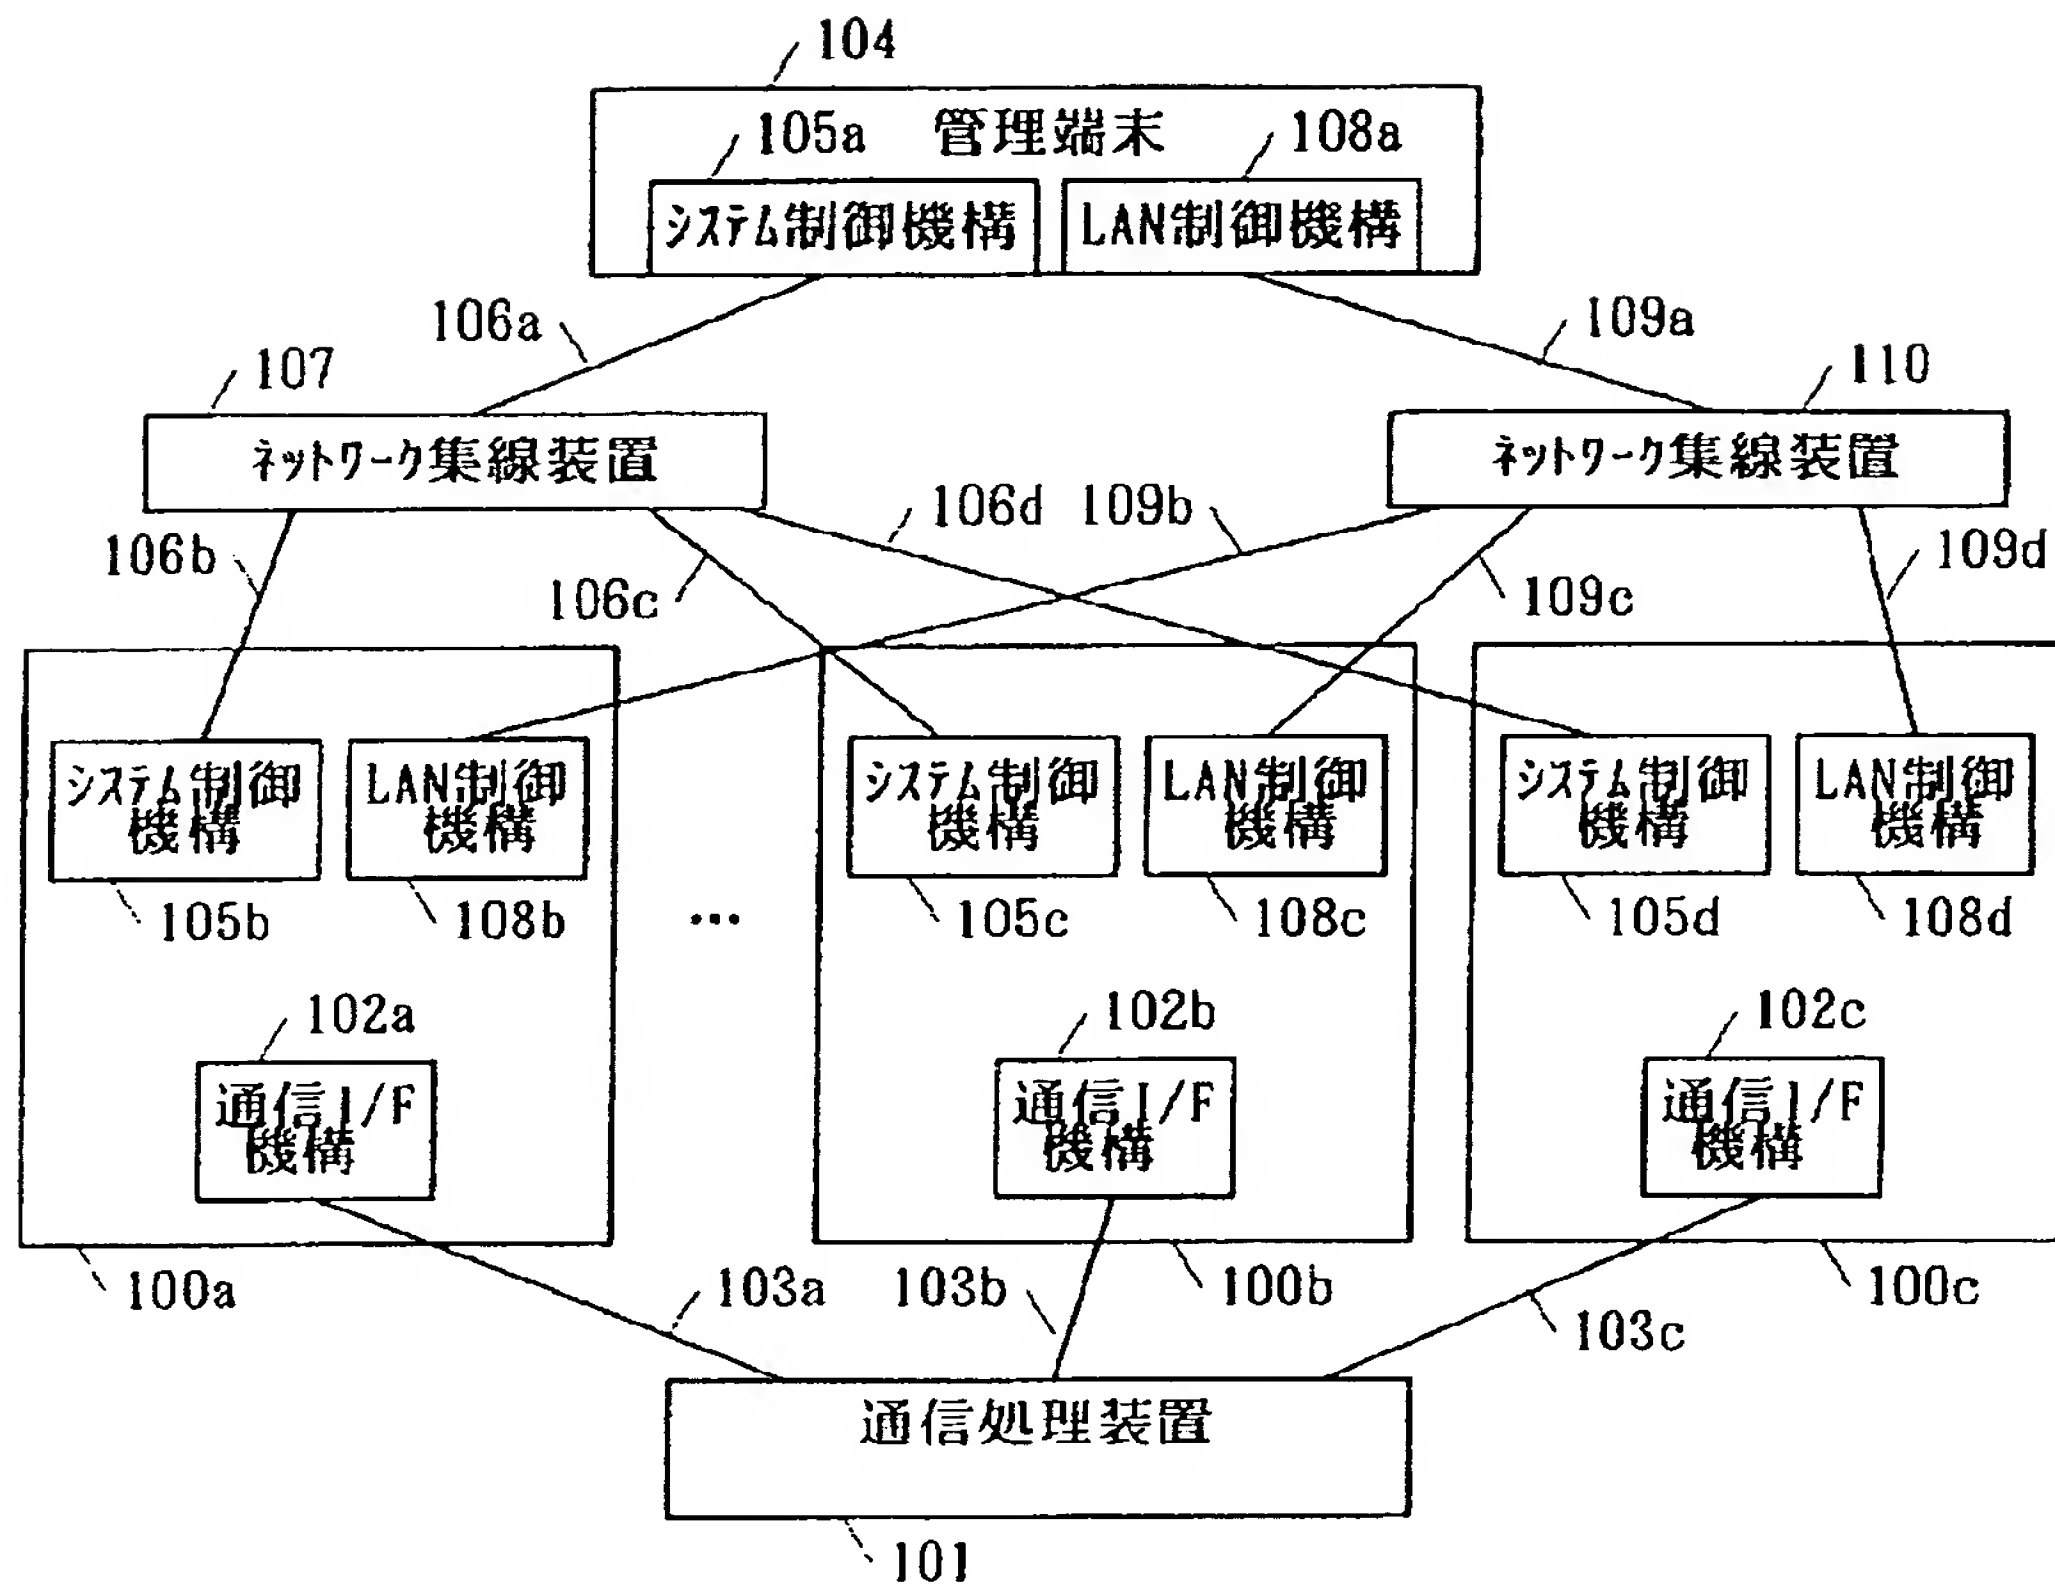 104
105a
管理端末
108a
システム制御機構
LAN制御機構
106a
109a
107
110
ネットワーク集線装置
ネットワーク集線装置
106d
109b
106b
106c
109c
109d
システム制御
機構
LAN制御
機構
システム制御
機構
LAN制御
機構
システム制御
機構
LAN制御
機構
105b
108b
...
105c
108c
105d
108d
102a
102b
102c
通信I/F
機構
通信I/F
機構
通信I/F
機構
100a
103a
103b
100b
103c
100c
通信処理装置
101